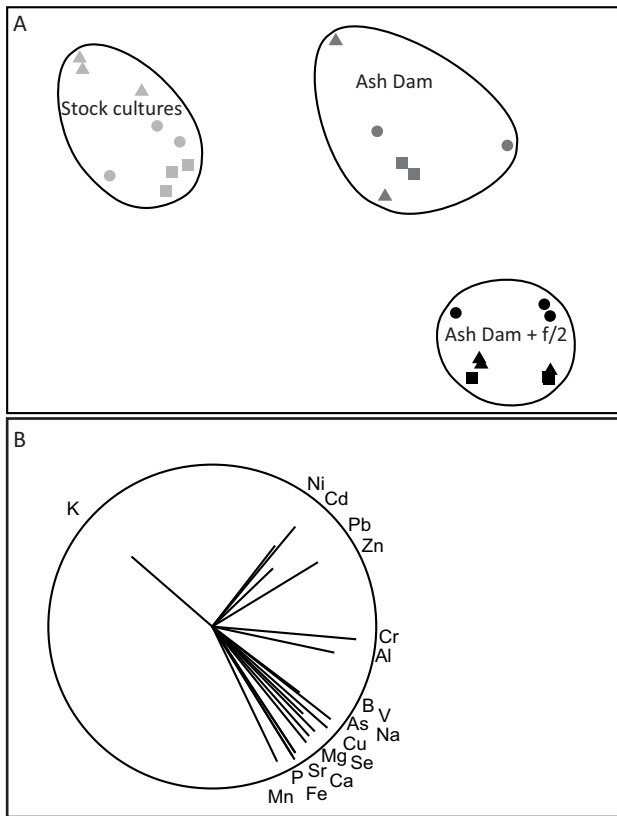 A
Stock cultures
Ash Dam
Ash Dam + f/2
B
K
Ni
Cd
Pb
Zn
Cr
Al
B
V
As
Na
Cu
Mg
Se
Sr
P
Ca
Mn
Fe